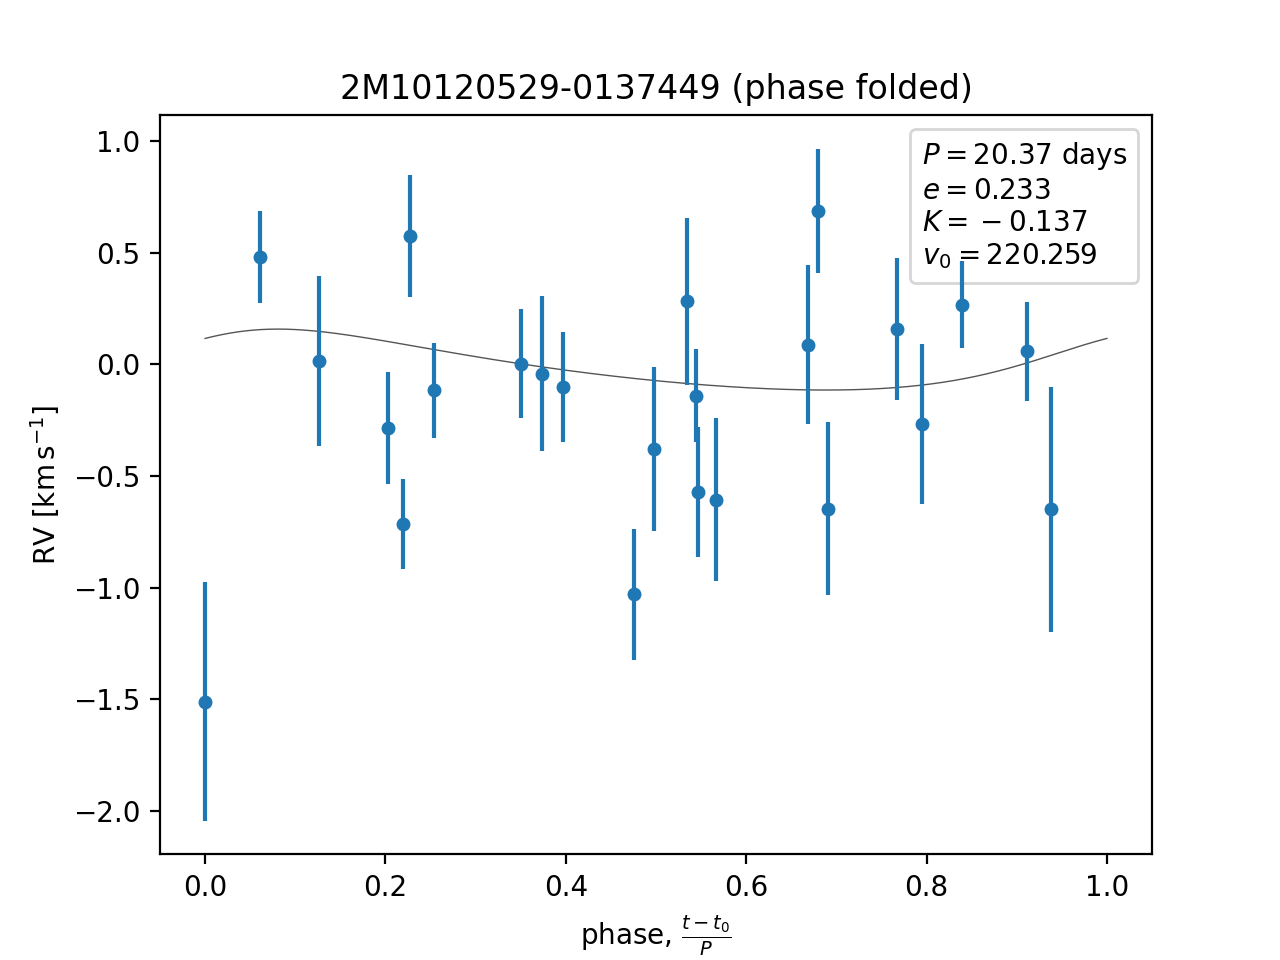 2M10120529-0137449 (phase folded)
P = 20.37 days
e = 0.233
K = −0.137
v₀ = 220.259
1.0
0.5
0.0
−0.5
−1.0
−1.5
−2.0
RV [km s⁻¹]
0.0 0.2 0.4 0.6 0.8 1.0
phase, (t − t₀)/P